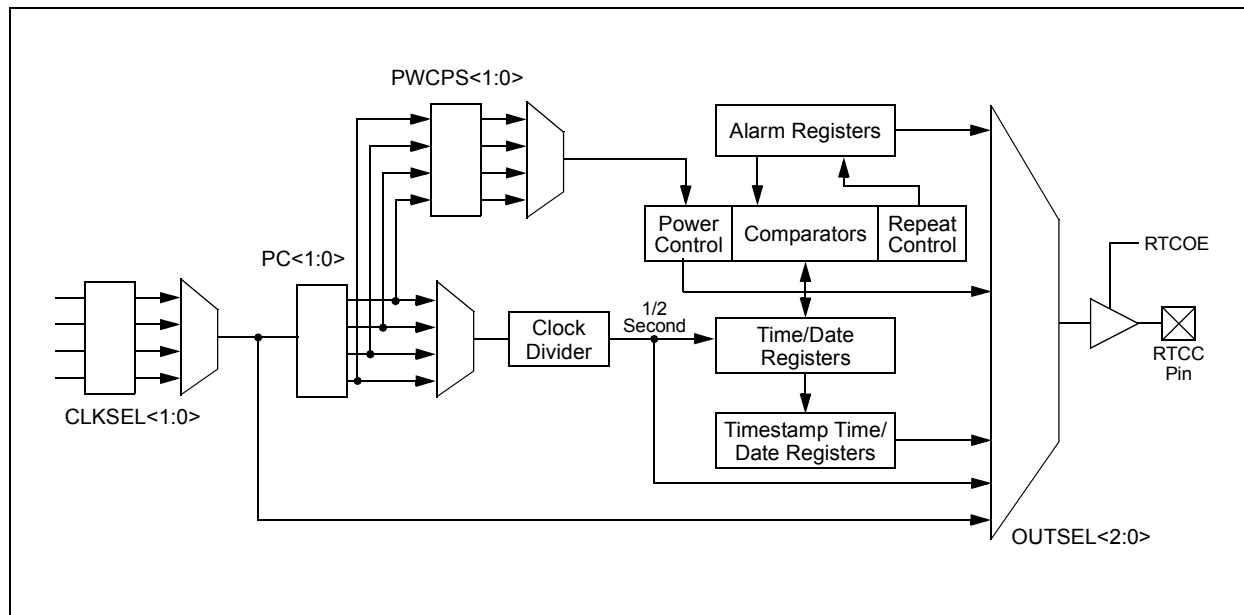 PWCPS<1:0>
Alarm Registers
Power
Control
Comparators
Repeat
Control
RTCOE
PC<1:0>
1/2
Second
Clock
Divider
Time/Date
Registers
RTCC
Pin
CLKSEL<1:0>
Timestamp Time/
Date Registers
OUTSEL<2:0>